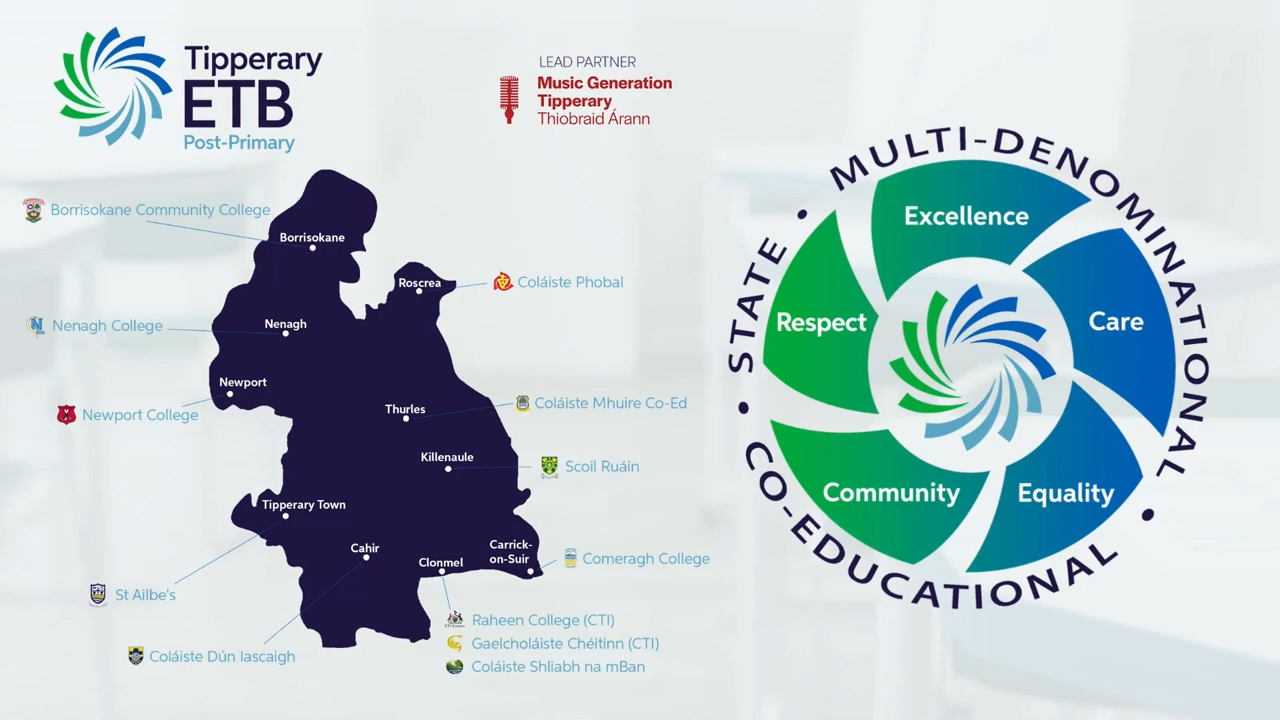 Tipperary
ETB
Post-Primary
LEAD PARTNER
Music Generation
Tipperary
Thiobraid Árann
Borrisokane Community College
Borrisokane
Roscrea
Coláiste Phobal
Nenagh College
Nenagh
Newport
Newport College
Thurles
Coláiste Mhuire Co-Ed
Killenaule
Scoil Ruáin
Tipperary Town
Cahir
Clonmel
Carrick-
on-Suir
Comeragh College
St Ailbe's
Raheen College (CTI)
Gaelcholáiste Chéitinn (CTI)
Coláiste Dún Iascaigh
Coláiste Shliabh na mBan
STATE • MULTI-DENOMINATIONAL • CO-EDUCATIONAL •
Excellence
Care
Respect
Community
Equality